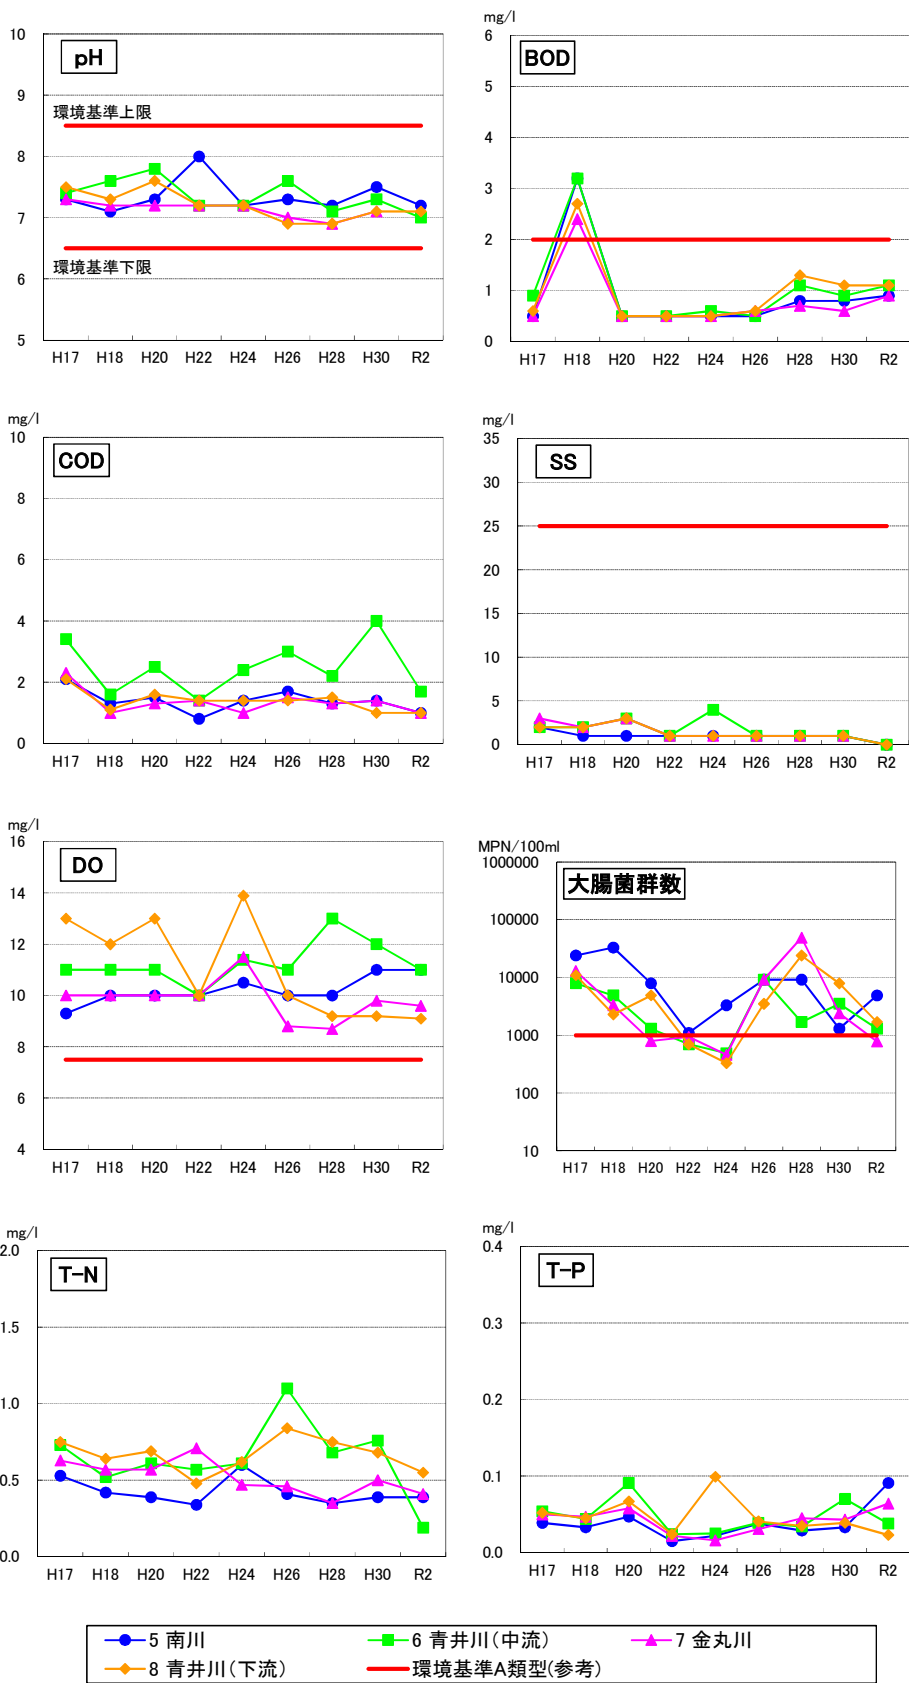 pH
10
9
8
7
6
5
環境基準上限
環境基準下限
H17 H18 H20 H22 H24 H26 H28 H30 R2
mg/l
BOD
6
5
4
3
2
1
0
H17 H18 H20 H22 H24 H26 H28 H30 R2
mg/l
COD
10
8
6
4
2
0
H17 H18 H20 H22 H24 H26 H28 H30 R2
mg/l
SS
35
30
25
20
15
10
5
0
H17 H18 H20 H22 H24 H26 H28 H30 R2
mg/l
DO
16
14
12
10
8
6
4
H17 H18 H20 H22 H24 H26 H28 H30 R2
MPN/100ml
大腸菌群数
1000000
100000
10000
1000
100
10
H17 H18 H20 H22 H24 H26 H28 H30 R2
mg/l
T-N
2.0
1.5
1.0
0.5
0.0
H17 H18 H20 H22 H24 H26 H28 H30 R2
mg/l
T-P
0.4
0.3
0.2
0.1
0.0
H17 H18 H20 H22 H24 H26 H28 H30 R2
5 南川 6 青井川(中流) 7 金丸川
8 青井川(下流) 環境基準A類型(参考)